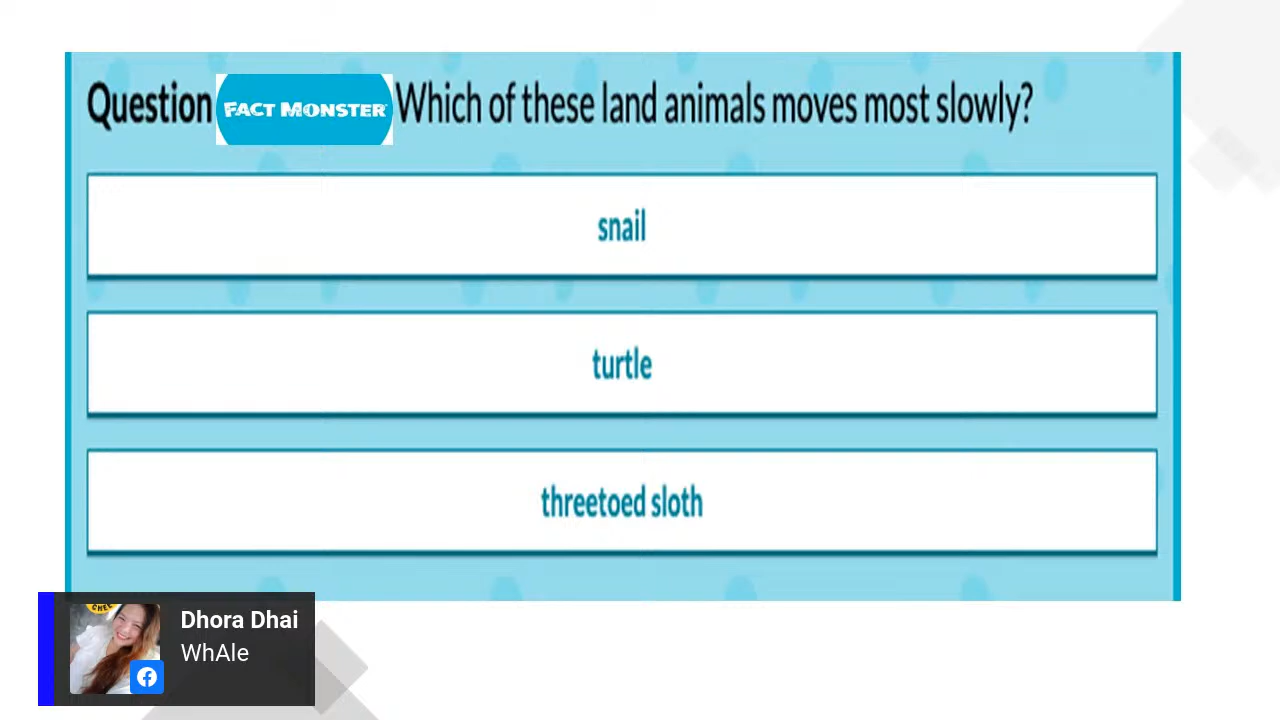 Question FACT MONSTER Which of these land animals moves most slowly?
snail
turtle
threetoed sloth
Dhora Dhai
WhAle